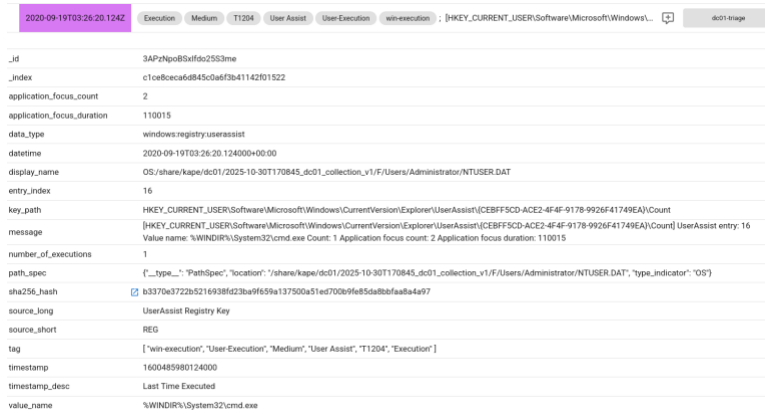 2020-09-19T03:26:20.124Z Execution Medium T1204 User Assist User-Execution win-execution ; [HKEY_CURRENT_USER\Software\Microsoft\Windows\... dc01-triage
_id 3APzNpoBSxIfdo25S3me
_index c1ce8ceca6d845c0a6f3b41142f01522
application_focus_count 2
application_focus_duration 110015
data_type windows:registry:userassist
datetime 2020-09-19T03:26:20.124000+00:00
display_name OS:/share/kape/dc01/2025-10-30T170845_dc01_collection_v1/F/Users/Administrator/NTUSER.DAT
entry_index 16
key_path HKEY_CURRENT_USER\Software\Microsoft\Windows\CurrentVersion\Explorer\UserAssist\{CEBFF5CD-ACE2-4F4F-9178-9926F41749EA}\Count
message [HKEY_CURRENT_USER\Software\Microsoft\Windows\CurrentVersion\Explorer\UserAssist\{CEBFF5CD-ACE2-4F4F-9178-9926F41749EA}\Count] UserAssist entry: 16
Value name: %WINDIR%\System32\cmd.exe Count: 1 Application focus count: 2 Application focus duration: 110015
number_of_executions 1
path_spec {"__type__": "PathSpec", "location": "/share/kape/dc01/2025-10-30T170845_dc01_collection_v1/F/Users/Administrator/NTUSER.DAT", "type_indicator": "OS"}
sha256_hash b3370e3722b5216938fd23ba9f659a137500a51ed700b9fe85da8bbfaa8a4a97
source_long UserAssist Registry Key
source_short REG
tag [ "win-execution", "User-Execution", "Medium", "User Assist", "T1204", "Execution" ]
timestamp 1600485980124000
timestamp_desc Last Time Executed
value_name %WINDIR%\System32\cmd.exe